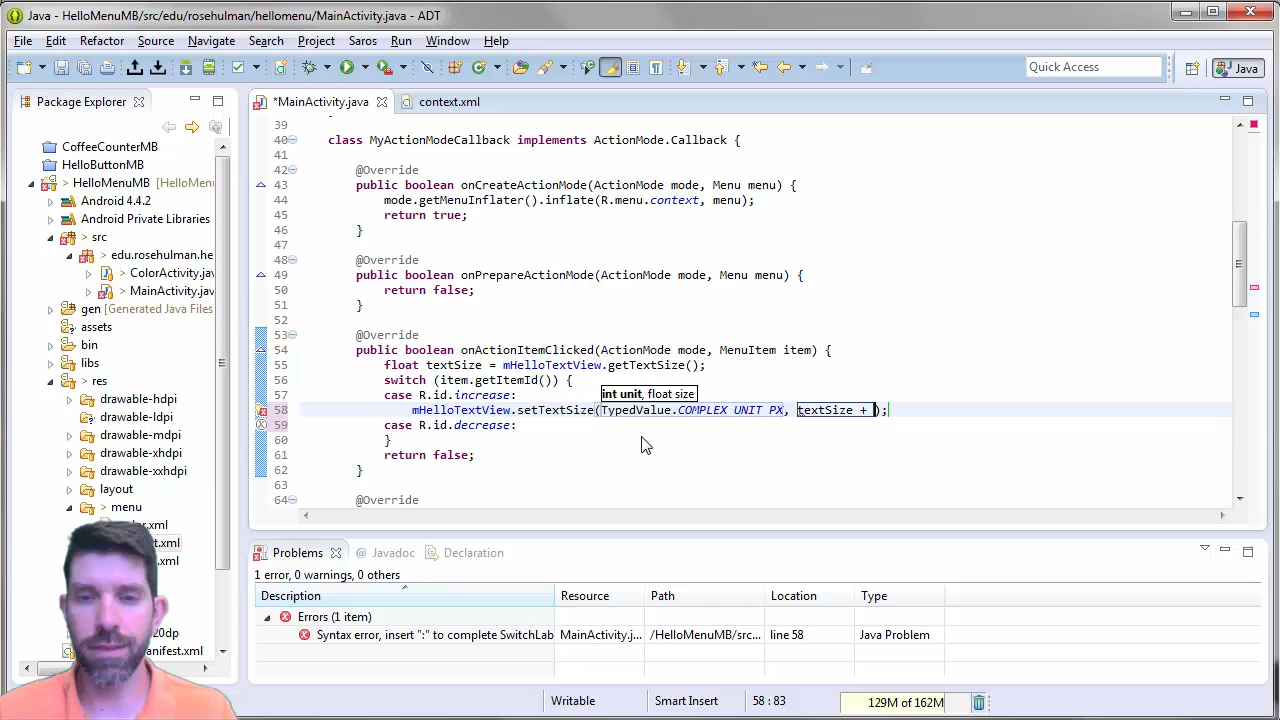 Java - HelloMenuMB/src/edu/rosehulman/hellomenu/MainActivity.java - ADT
File Edit Refactor Source Navigate Search Project Saros Run Window Help
Quick Access
Java
Package Explorer
*MainActivity.java
context.xml
CoffeeCounterMB
HelloButtonMB
> HelloMenuMB [HelloMenu
Android 4.4.2
Android Private Libraries
> src
> edu.rosehulman.he
> ColorActivity.jav
> MainActivity.jav
gen [Generated Java Files
assets
bin
libs
> res
drawable-hdpi
drawable-ldpi
drawable-mdpi
drawable-xhdpi
drawable-xxhdpi
layout
> menu
.xml
t.xml
.xml
20dp
anifest.xml
39
40 class MyActionModeCallback implements ActionMode.Callback {
41
42 @Override
43 public boolean onCreateActionMode(ActionMode mode, Menu menu) {
44 mode.getMenuInflater().inflate(R.menu.context, menu);
45 return true;
46 }
47
48 @Override
49 public boolean onPrepareActionMode(ActionMode mode, Menu menu) {
50 return false;
51 }
52
53 @Override
54 public boolean onActionItemClicked(ActionMode mode, MenuItem item) {
55 float textSize = mHelloTextView.getTextSize();
56 switch (item.getItemId()) {
57 case R.id.increase:
int unit, float size
58 mHelloTextView.setTextSize(TypedValue.COMPLEX_UNIT_PX, textSize + );
59 case R.id.decrease:
60 }
61 return false;
62 }
63
64 @Override
Problems @ Javadoc Declaration
1 error, 0 warnings, 0 others
Description Resource Path Location Type
Errors (1 item)
Syntax error, insert ":" to complete SwitchLab MainActivity.j... /HelloMenuMB/src... line 58 Java Problem
Writable Smart Insert 58 : 83 129M of 162M